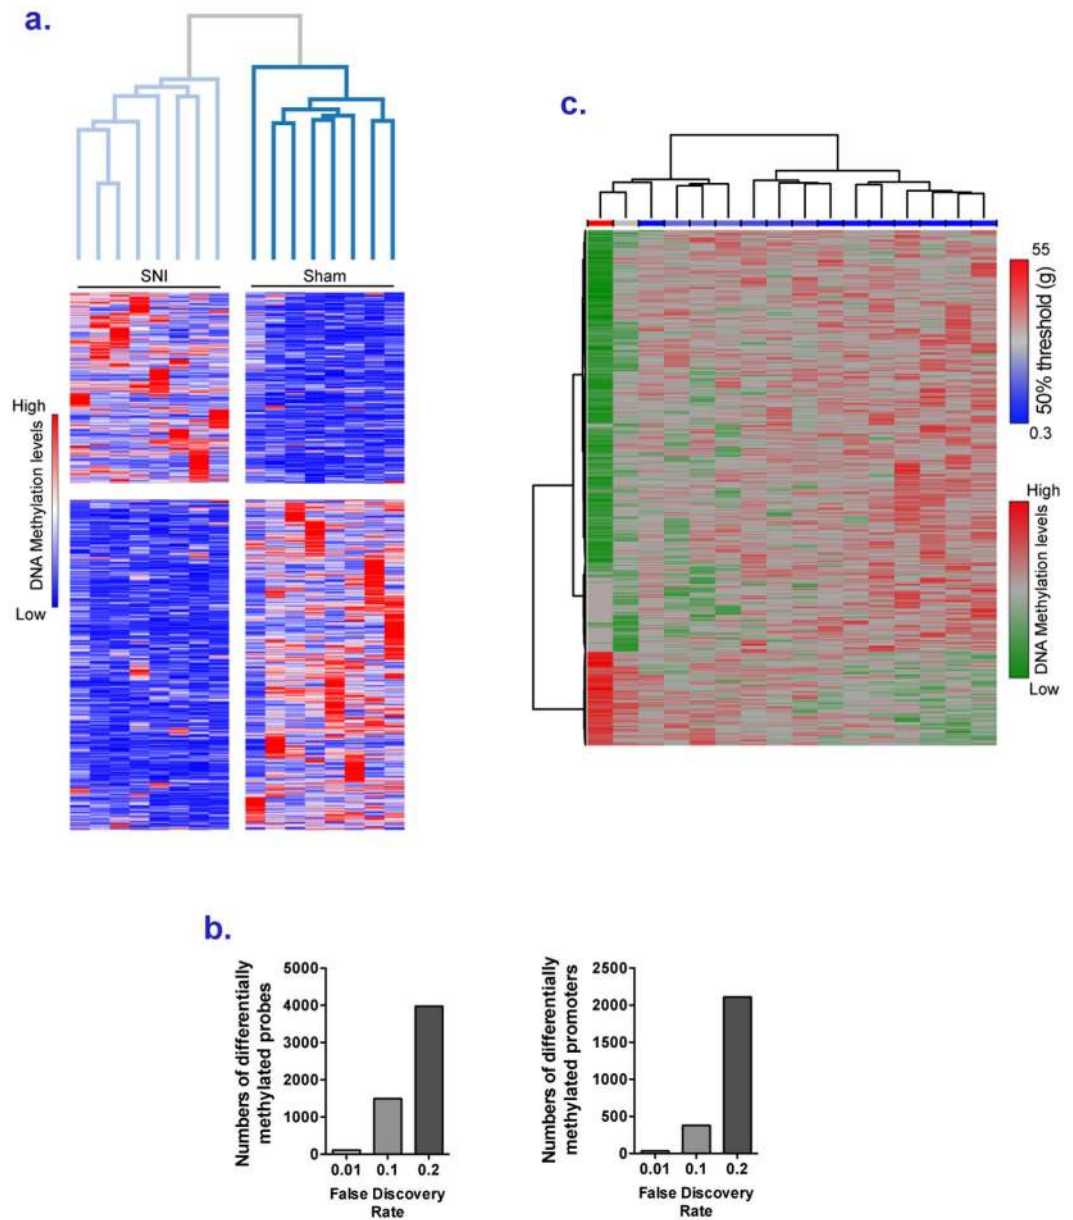 a.
SNI
Sham
High
DNA Methylation levels
Low
c.
55
50% threshold (g)
0.3
High
DNA Methylation levels
Low
b.
Numbers of differentially
methylated probes
5000
4000
3000
2000
1000
0
0.01 0.1 0.2
False Discovery
Rate
Numbers of differentially
methylated promoters
2500
2000
1500
1000
500
0
0.01 0.1 0.2
False Discovery
Rate